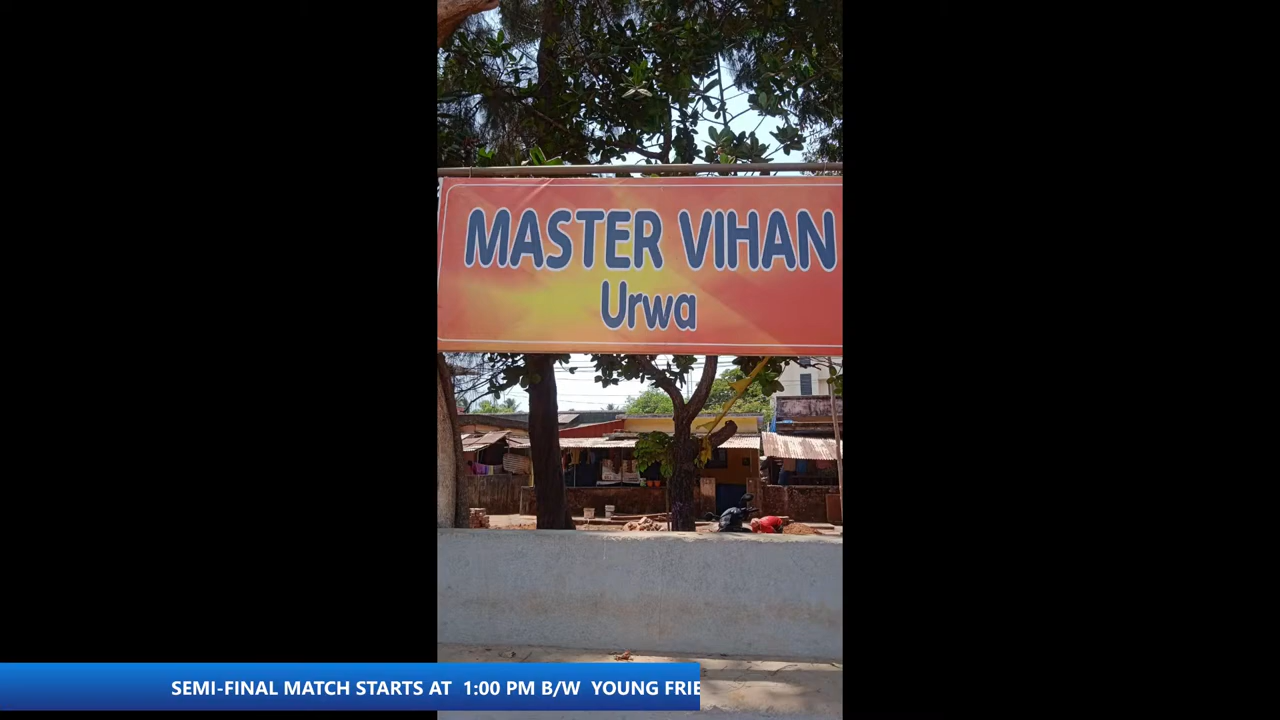 MASTER VIHAN
Urwa
SEMI-FINAL MATCH STARTS AT 1:00 PM B/W YOUNG